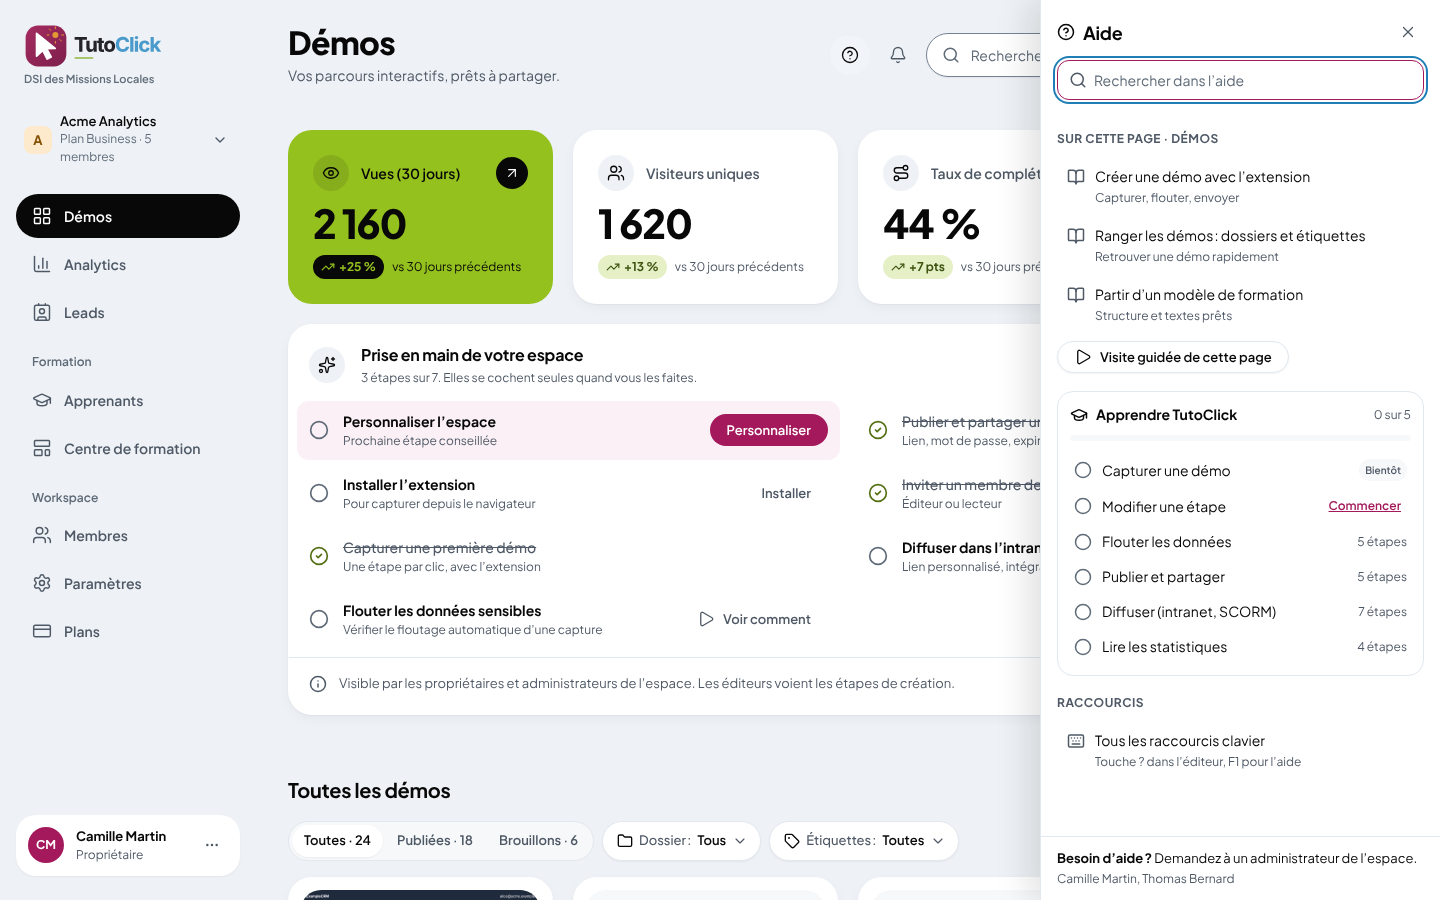 TutoClick
DSI des Missions Locales
A
Acme Analytics
Plan Business · 5
membres
Démos
Analytics
Leads
Formation
Apprenants
Centre de formation
Workspace
Membres
Paramètres
Plans
CM
Camille Martin
Propriétaire
Démos
Vos parcours interactifs, prêts à partager.
Recherche
Vues (30 jours)
2 160
+25 %
vs 30 jours précédents
Visiteurs uniques
1 620
+13 %
vs 30 jours précédents
Taux de complét
44 %
+7 pts
vs 30 jours pré
Prise en main de votre espace
3 étapes sur 7. Elles se cochent seules quand vous les faites.
Personnaliser l’espace
Prochaine étape conseillée
Personnaliser
Publier et partager un
Lien, mot de passe, expir
Installer l’extension
Pour capturer depuis le navigateur
Installer
Inviter un membre de
Éditeur ou lecteur
Capturer une première démo
Une étape par clic, avec l’extension
Diffuser dans l’intran
Lien personnalisé, intégra
Flouter les données sensibles
Vérifier le floutage automatique d’une capture
Voir comment
Visible par les propriétaires et administrateurs de l’espace. Les éditeurs voient les étapes de création.
Toutes les démos
Toutes · 24
Publiées · 18
Brouillons · 6
Dossier : Tous
Étiquettes : Toutes
Aide
Rechercher dans l’aide
SUR CETTE PAGE · DÉMOS
Créer une démo avec l’extension
Capturer, flouter, envoyer
Ranger les démos : dossiers et étiquettes
Retrouver une démo rapidement
Partir d’un modèle de formation
Structure et textes prêts
Visite guidée de cette page
Apprendre TutoClick
0 sur 5
Capturer une démo
Bientôt
Modifier une étape
Commencer
Flouter les données
5 étapes
Publier et partager
5 étapes
Diffuser (intranet, SCORM)
7 étapes
Lire les statistiques
4 étapes
RACCOURCIS
Tous les raccourcis clavier
Touche ? dans l’éditeur, F1 pour l’aide
Besoin d’aide ? Demandez à un administrateur de l’espace.
Camille Martin, Thomas Bernard